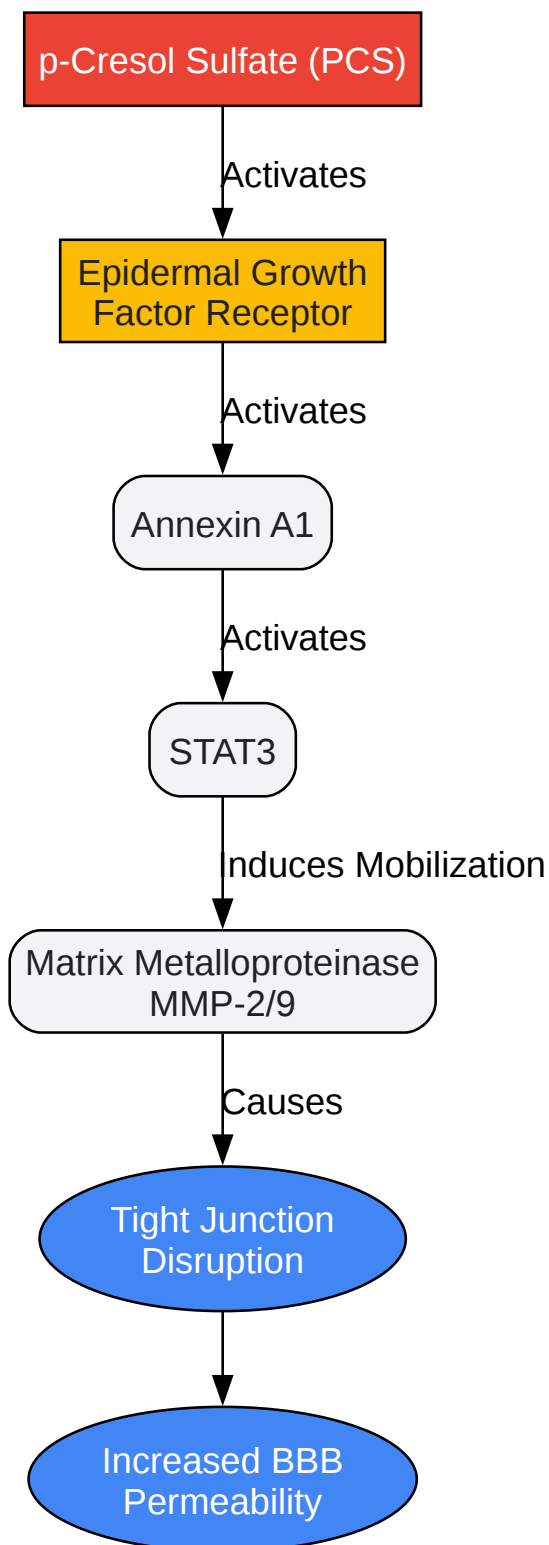 p-Cresol Sulfate (PCS)
Activates
Epidermal Growth
Factor Receptor
Activates
Annexin A1
Activates
STAT3
Induces Mobilization
Matrix Metalloproteinase
MMP-2/9
Causes
Tight Junction
Disruption
Increased BBB
Permeability